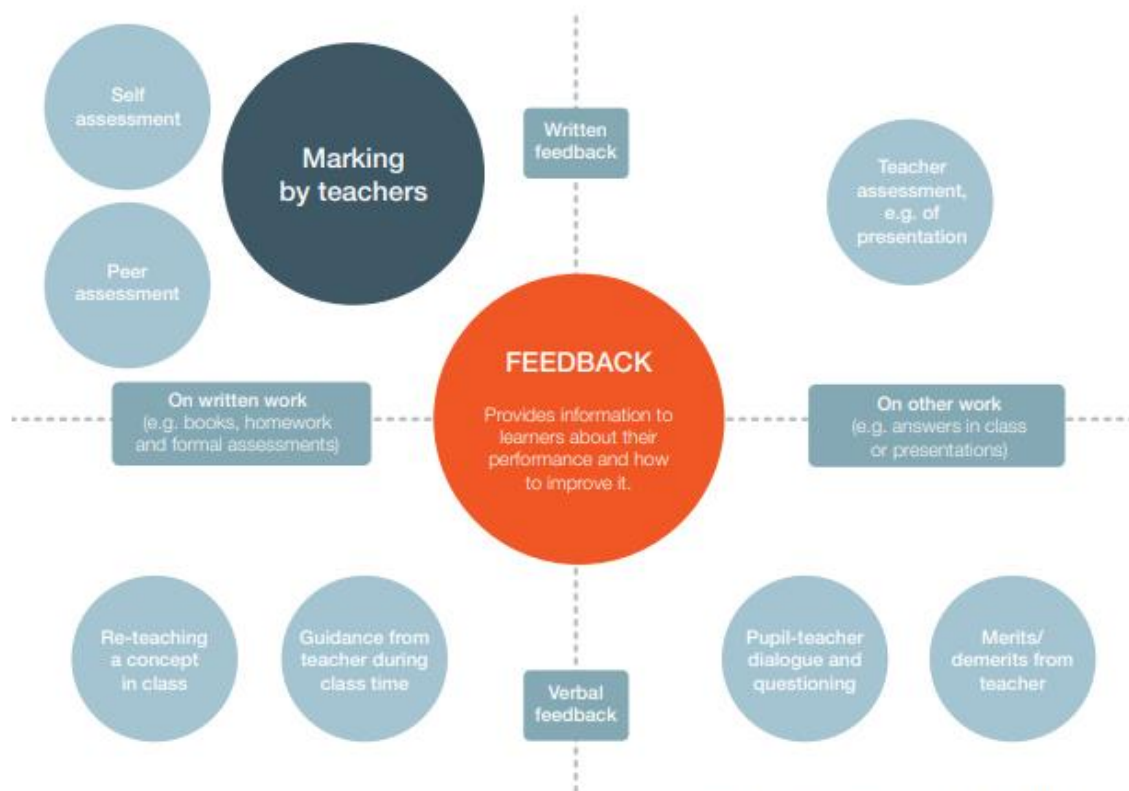 Self
assessment
Marking
by teachers
Written
feedback
Teacher
assessment,
e.g. of
presentation
Peer
assessment
FEEDBACK
Provides information to
learners about their
performance and how
to improve it.
On written work
(e.g. books, homework
and formal assessments)
On other work
(e.g. answers in class
or presentations)
Re-teaching
a concept
in class
Guidance from
teacher during
class time
Verbal
feedback
Pupil-teacher
dialogue and
questioning
Merits/
demerits from
teacher